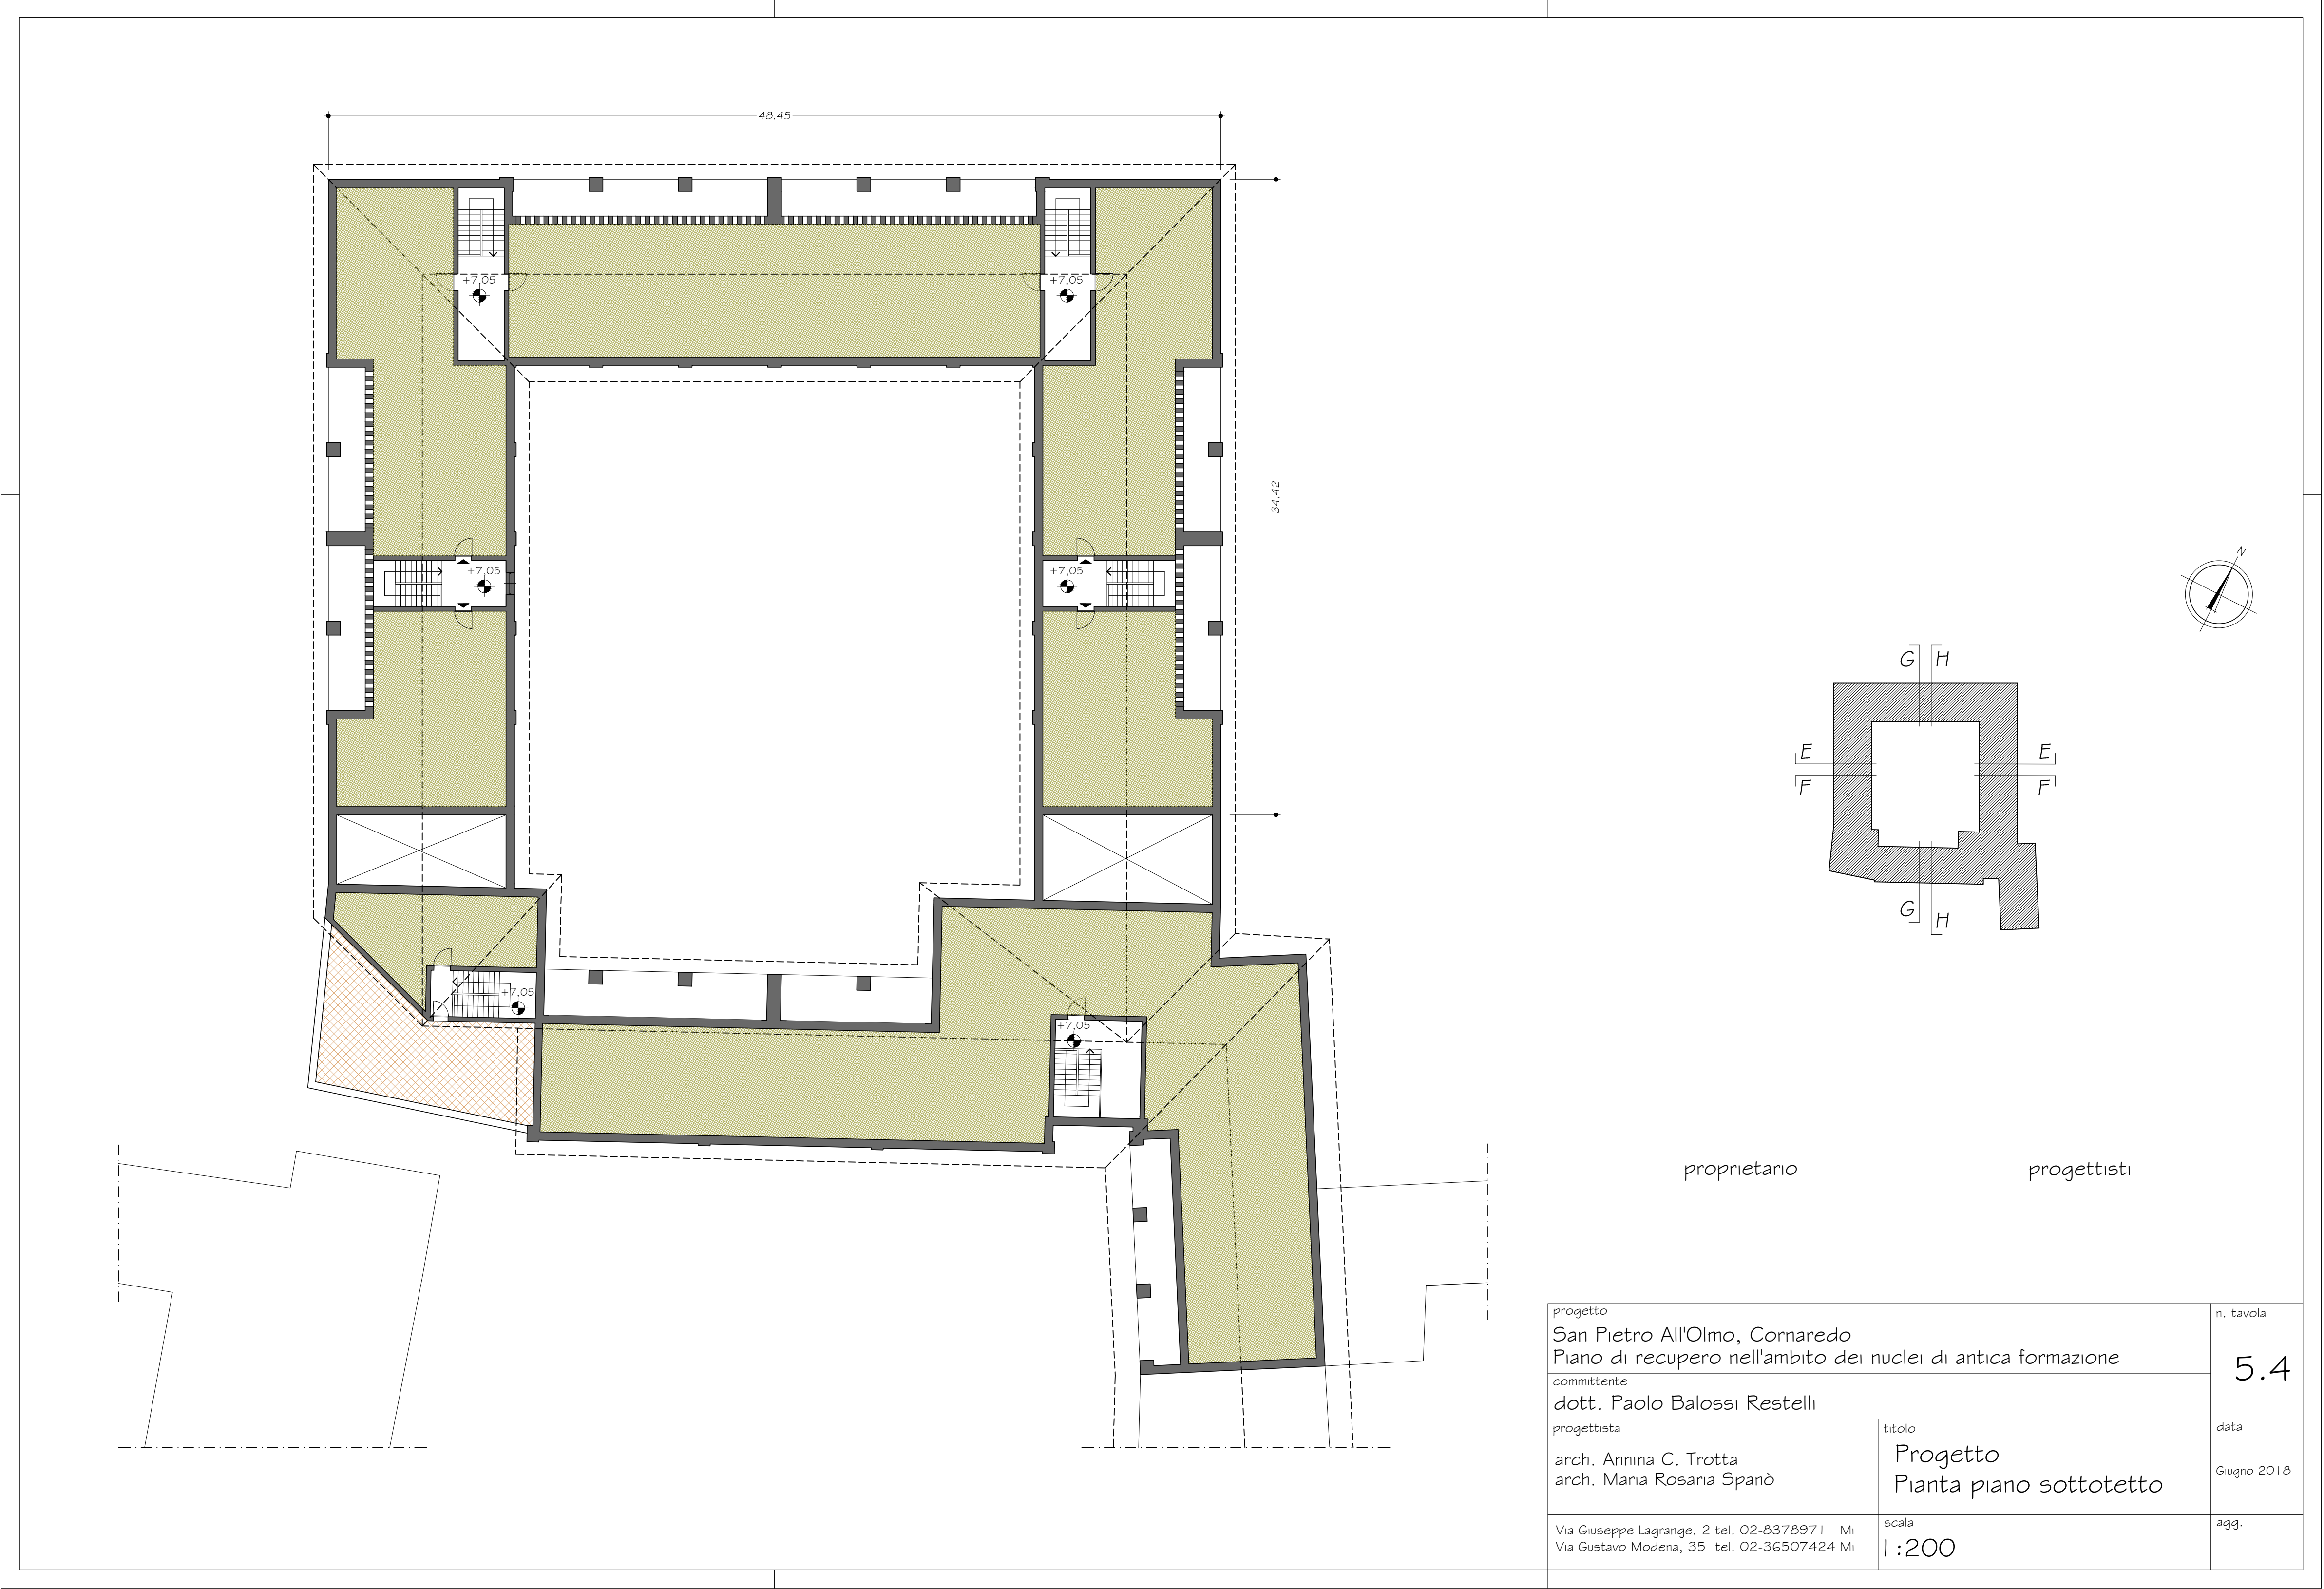 48,45
+7,05
+7,05
34,42
+7,05
+7,05
N
G H
E E
F F
G H
+7,05
+7,05
proprietario progettisti
progetto
San Pietro All'Olmo, Cornaredo
Piano di recupero nell'ambito dei nuclei di antica formazione
n. tavola
5.4
committente
dott. Paolo Balossi Restelli
progettista
arch. Annina C. Trotta
arch. Maria Rosaria Spanò
titolo
Progetto
Pianta piano sottotetto
data
Giugno 2018
Via Giuseppe Lagrange, 2 tel. 02-8378971 Mi
Via Gustavo Modena, 35 tel. 02-36507424 Mi
scala
1:200
agg.